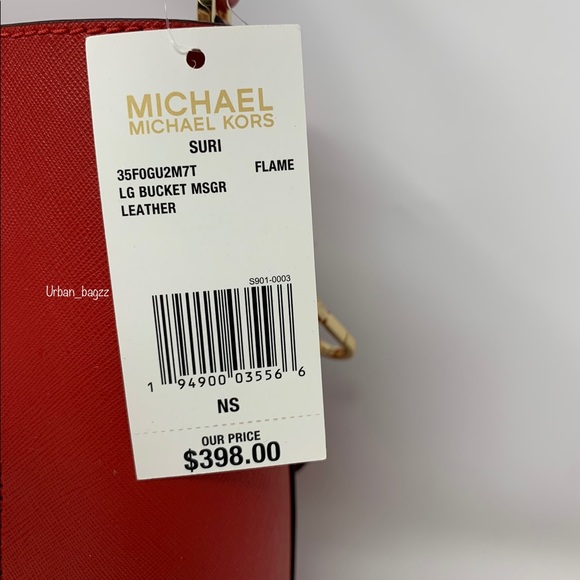 MICHAEL
MICHAEL KORS
SURI
35F0GU2M7T FLAME
LG BUCKET MSGR
LEATHER
Urban_bagzz
S901-0003
1 94900 03556 6
NS
OUR PRICE
$398.00